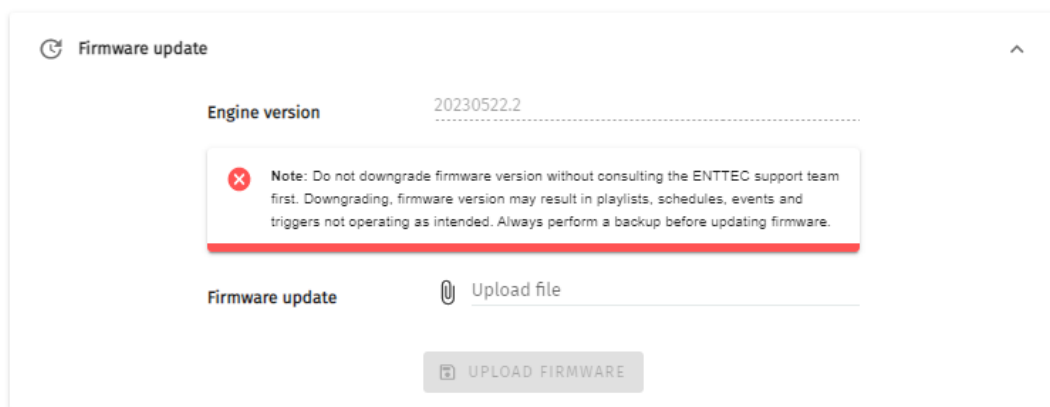 Firmware update
Engine version
20230522.2
Note: Do not downgrade firmware version without consulting the ENTTEC support team
first. Downgrading, firmware version may result in playlists, schedules, events and
triggers not operating as intended. Always perform a backup before updating firmware.
Firmware update
Upload file
UPLOAD FIRMWARE